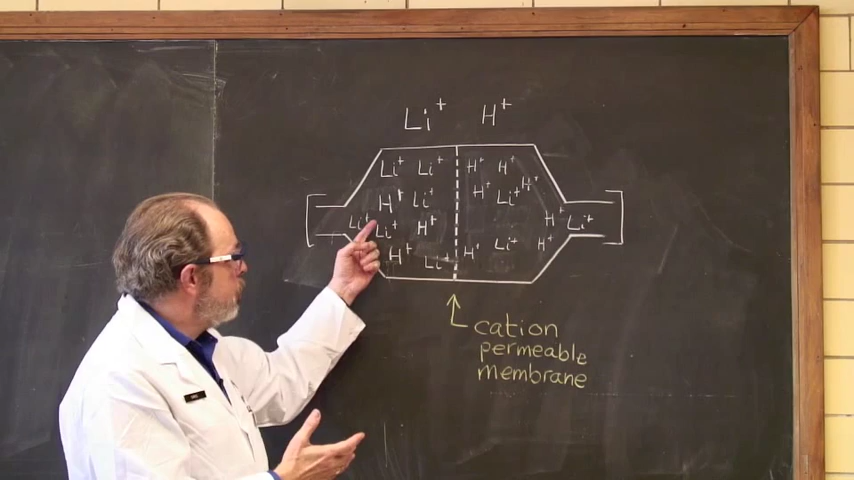 Li⁺ H⁺
Li⁺ Li⁺ H⁺ H⁺
H⁺ Li⁺ H⁺ Li⁺ H⁺
Li⁺ Li⁺ H⁺ H⁺ Li⁺
H⁺ Li⁺ H⁺ Li⁺ H⁺
cation
permeable
membrane